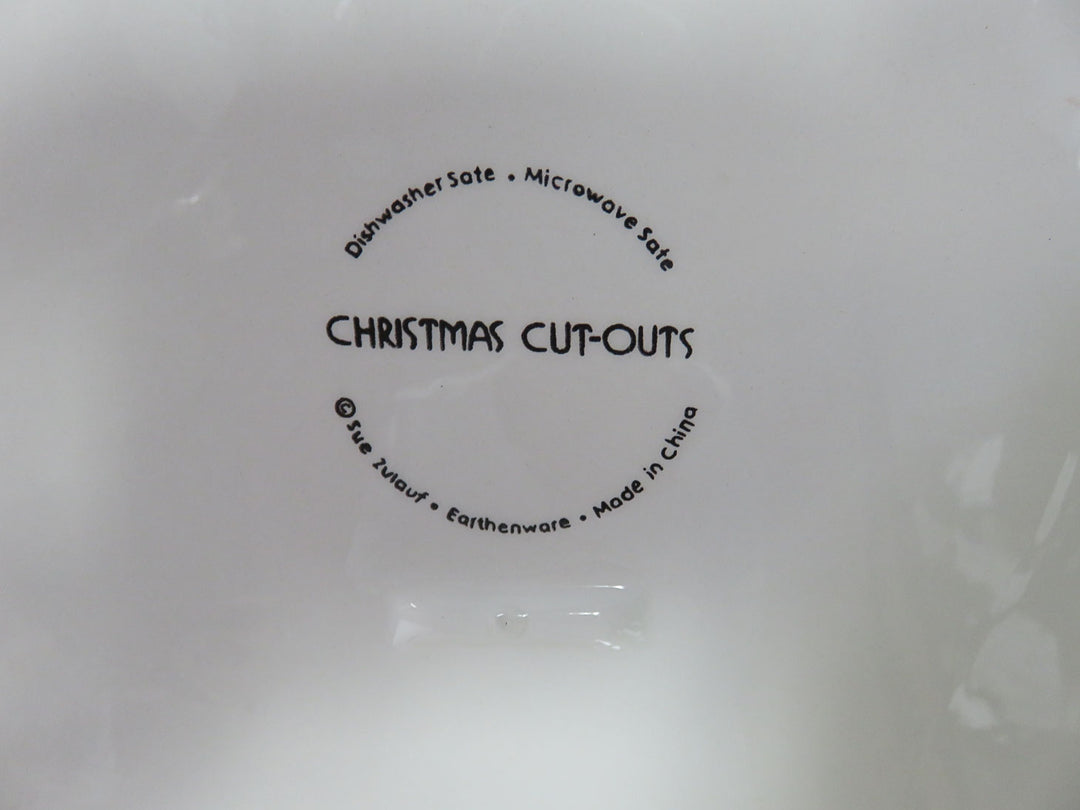 Dishwasher Safe • Microwave Safe
CHRISTMAS CUT-OUTS
© Sue Zulauf • Earthenware • Made in China